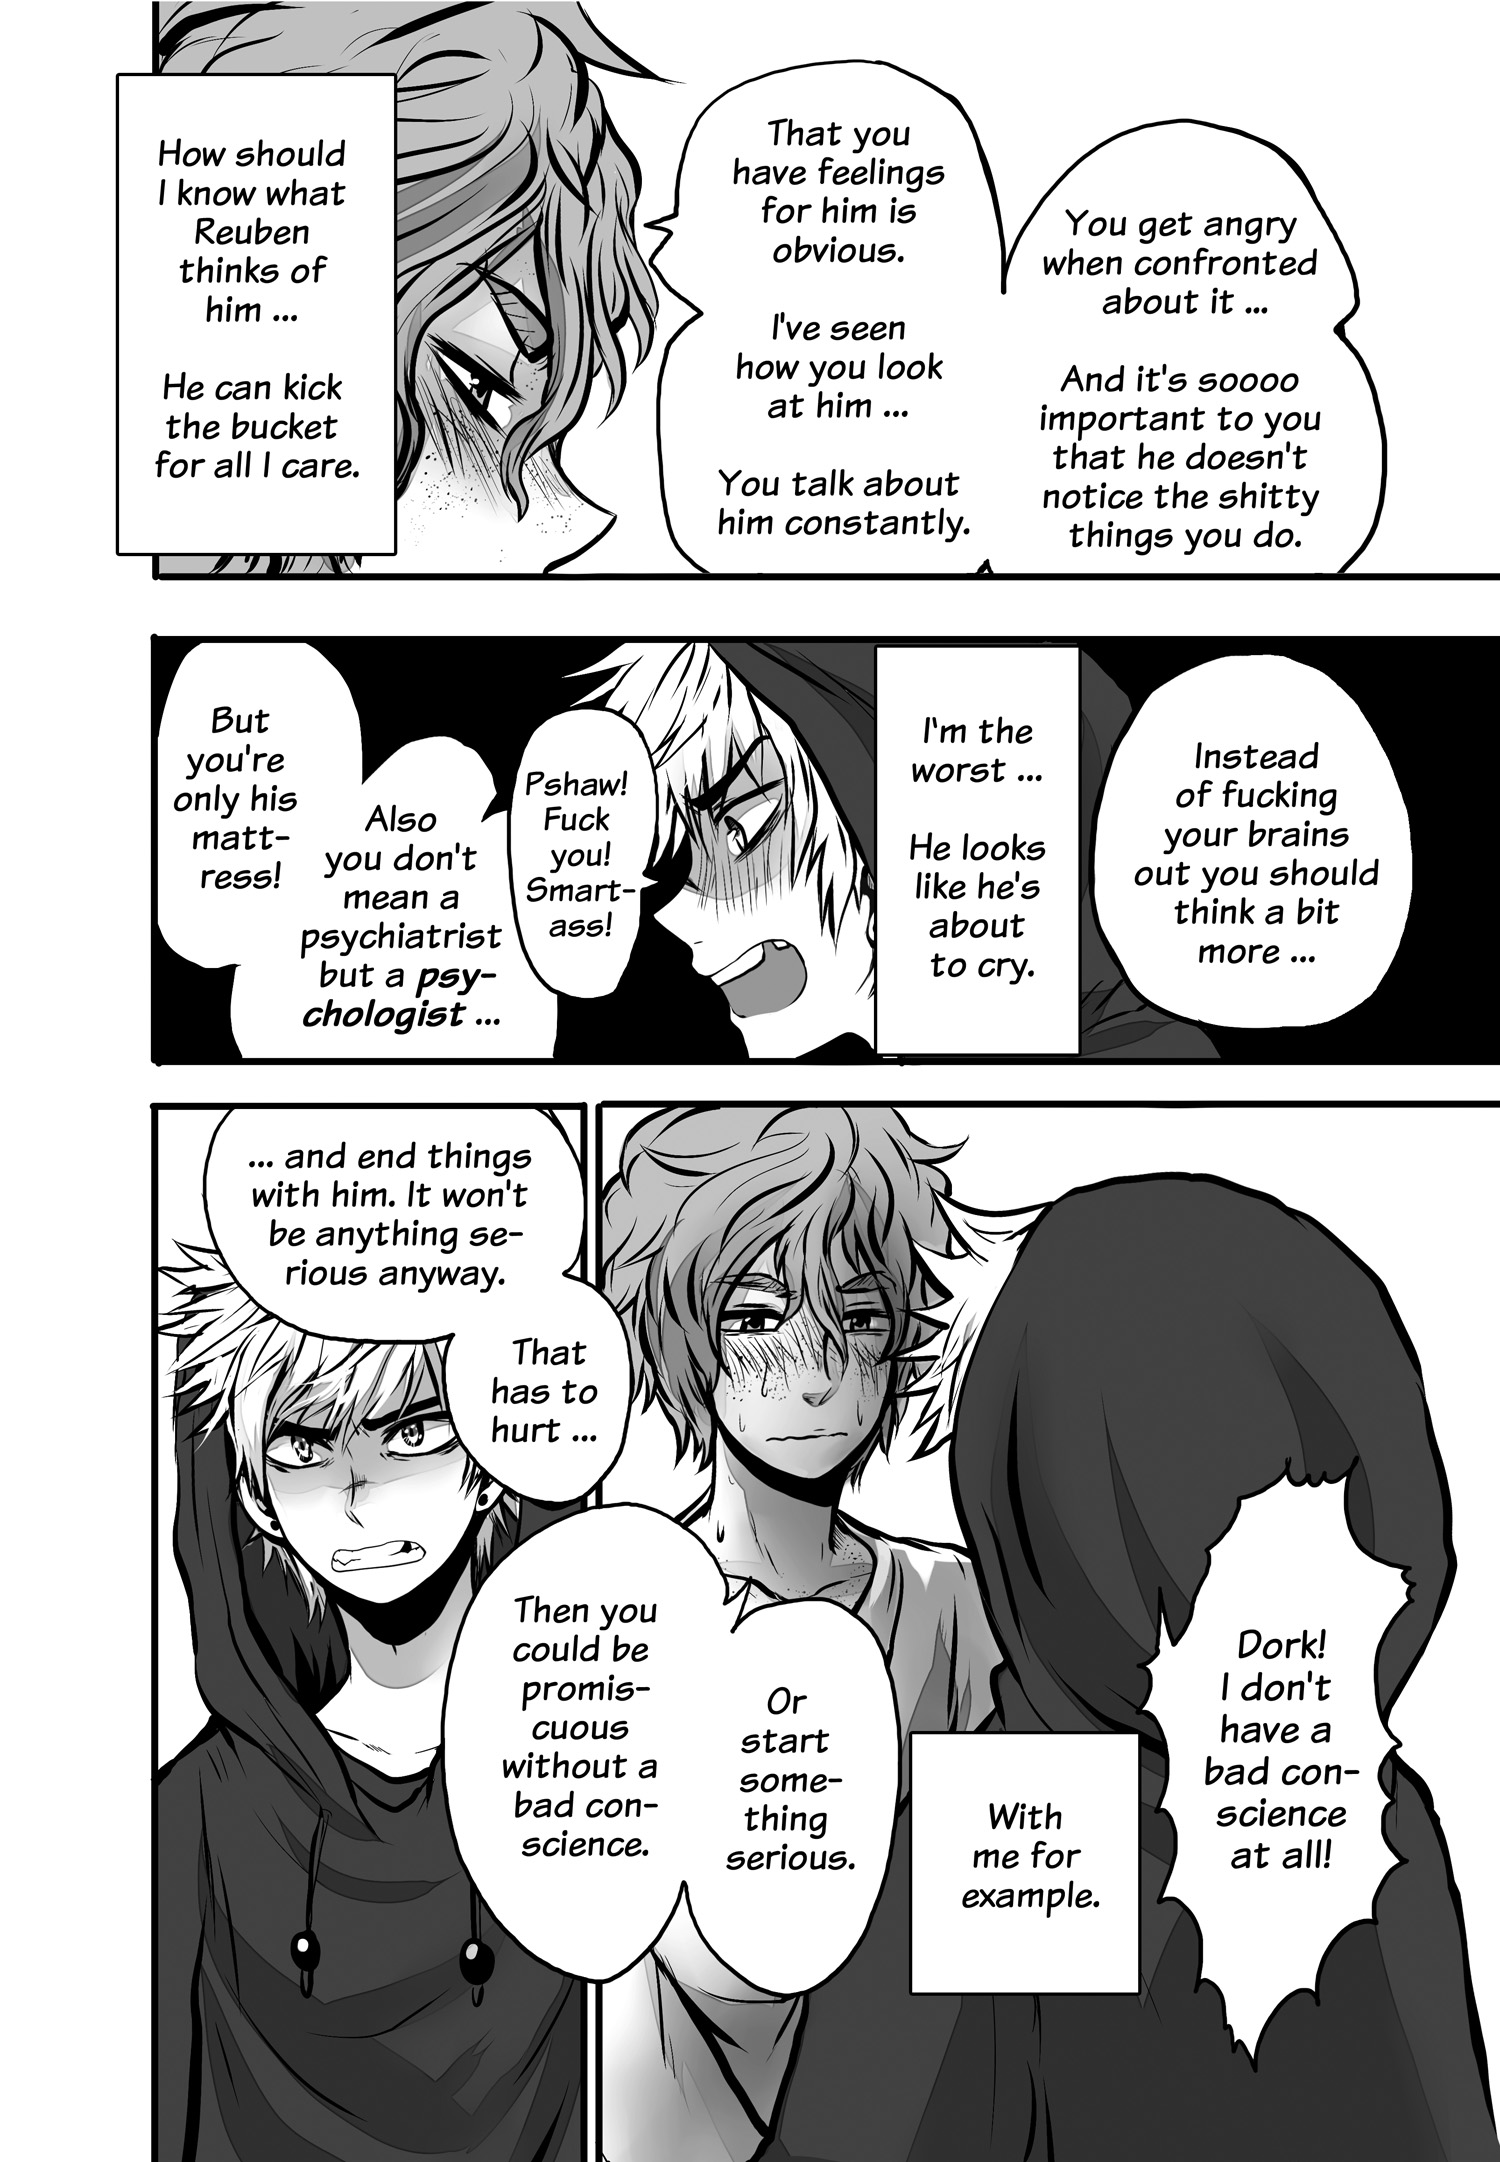 How should
I know what
Reuben
thinks of
him ...
He can kick
the bucket
for all I care.
That you
have feelings
for him is
obvious.
I've seen
how you look
at him ...
You talk about
him constantly.
You get angry
when confronted
about it ...
And it's soooo
important to you
that he doesn't
notice the shitty
things you do.
But
you're
only his
matt-
ress!
Also
you don't
mean a
psychiatrist
but a psy-
chologist ...
Pshaw!
Fuck
you!
Smart-
ass!
I'm the
worst ...
He looks
like he's
about
to cry.
Instead
of fucking
your brains
out you should
think a bit
more ...
... and end things
with him. It won't
be anything se-
rious anyway.
That
has to
hurt ...
Then you
could be
promis-
cuous
without a
bad con-
science.
Or
start
some-
thing
serious.
With
me for
example.
Dork!
I don't
have a
bad con-
science
at all!